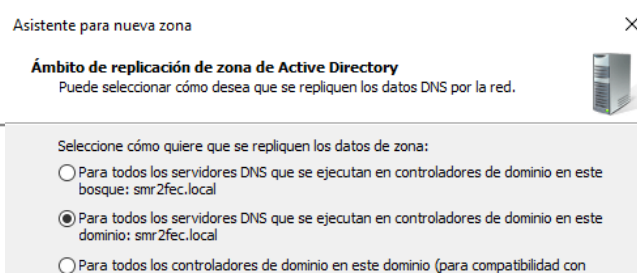 Asistente para nueva zona
Ámbito de replicación de zona de Active Directory
Puede seleccionar cómo desea que se repliquen los datos DNS por la red.
Seleccione cómo quiere que se repliquen los datos de zona:
Para todos los servidores DNS que se ejecutan en controladores de dominio en este
bosque: smr2fec.local
Para todos los servidores DNS que se ejecutan en controladores de dominio en este
dominio: smr2fec.local
Para todos los controladores de dominio en este dominio (para compatibilidad con